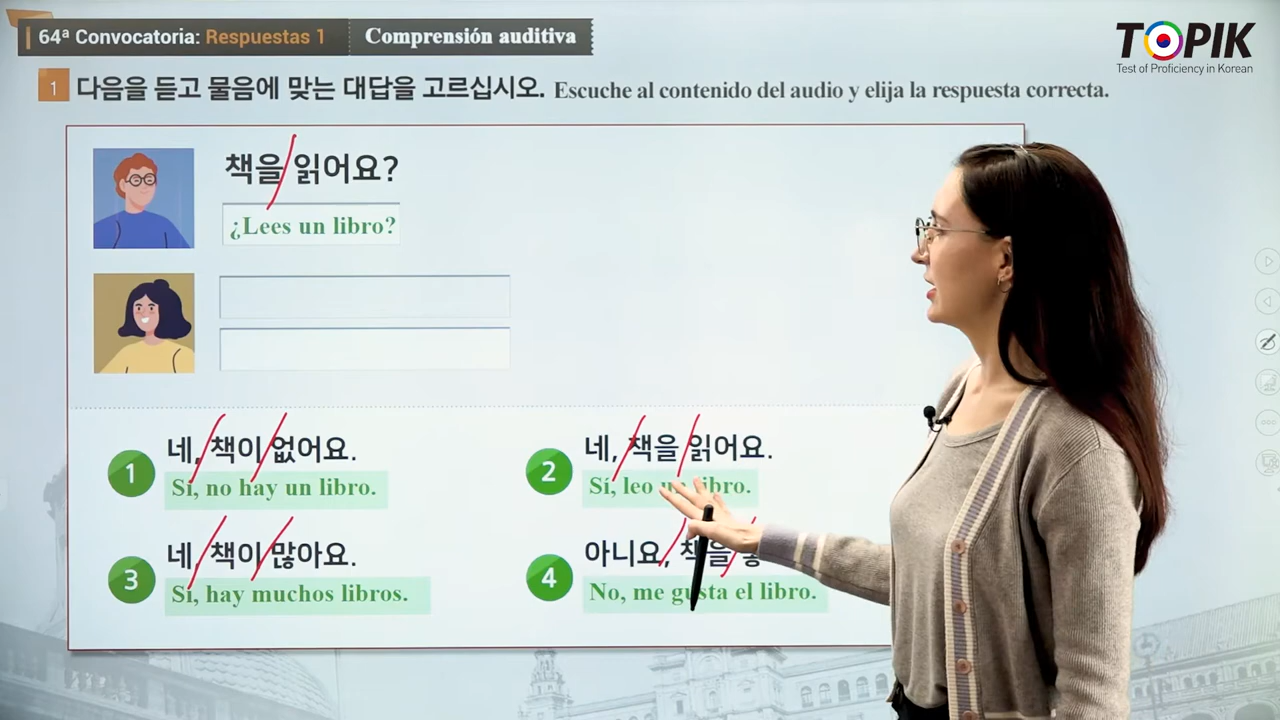 64ª Convocatoria: Respuestas 1 Comprensión auditiva
TOPIK
Test of Proficiency in Korean
1 다음을 듣고 물음에 맞는 대답을 고르십시오. Escuche al contenido del audio y elija la respuesta correcta.
책을 읽어요?
¿Lees un libro?
1 네, 책이 없어요.
Sí, no hay un libro.
2 네, 책을 읽어요.
Sí, leo un libro.
3 네, 책이 많아요.
Sí, hay muchos libros.
4 아니요, 책을
No, me gusta el libro.